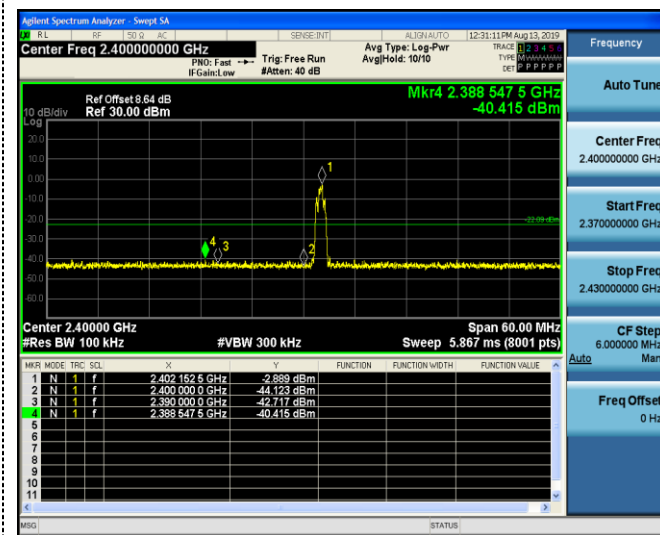 Agilent Spectrum Analyzer - Swept SA
RL RF 50 Ω AC SENSE:INT ALIGNAUTO 12:31:11PM Aug13, 2019
Center Freq 2.400000000 GHz
PNO: Fast
IFGain:Low
Trig: Free Run
#Atten: 40 dB
Avg Type: Log-Pwr
Avg|Hold: 10/10
TRACE 1 2 3 4 5 6
TYPE M
DET P P P P P P
Mkr4 2.388 547 5 GHz
-40.415 dBm
Ref Offset 8.64 dB
10 dB/div Ref 30.00 dBm
Log
20.0
10.0
0.00
-10.0
-20.0
-30.0
-40.0
-50.0
-60.0
1
2
3
4
-22.89 dBm
Center 2.40000 GHz Span 60.00 MHz
#Res BW 100 kHz #VBW 300 kHz Sweep 5.867 ms (8001 pts)
MKR MODE TRC SCL X Y FUNCTION FUNCTION WIDTH FUNCTION VALUE
1 N 1 f 2.402 152 5 GHz -2.889 dBm
2 N 1 f 2.400 000 0 GHz -44.123 dBm
3 N 1 f 2.390 000 0 GHz -42.717 dBm
4 N 1 f 2.388 547 5 GHz -40.415 dBm
5
6
7
8
9
10
11
MSG STATUS
Frequency
Auto Tune
Center Freq
2.400000000 GHz
Start Freq
2.370000000 GHz
Stop Freq
2.430000000 GHz
CF Step
6.000000 MHz
Auto Man
Freq Offset
0 Hz